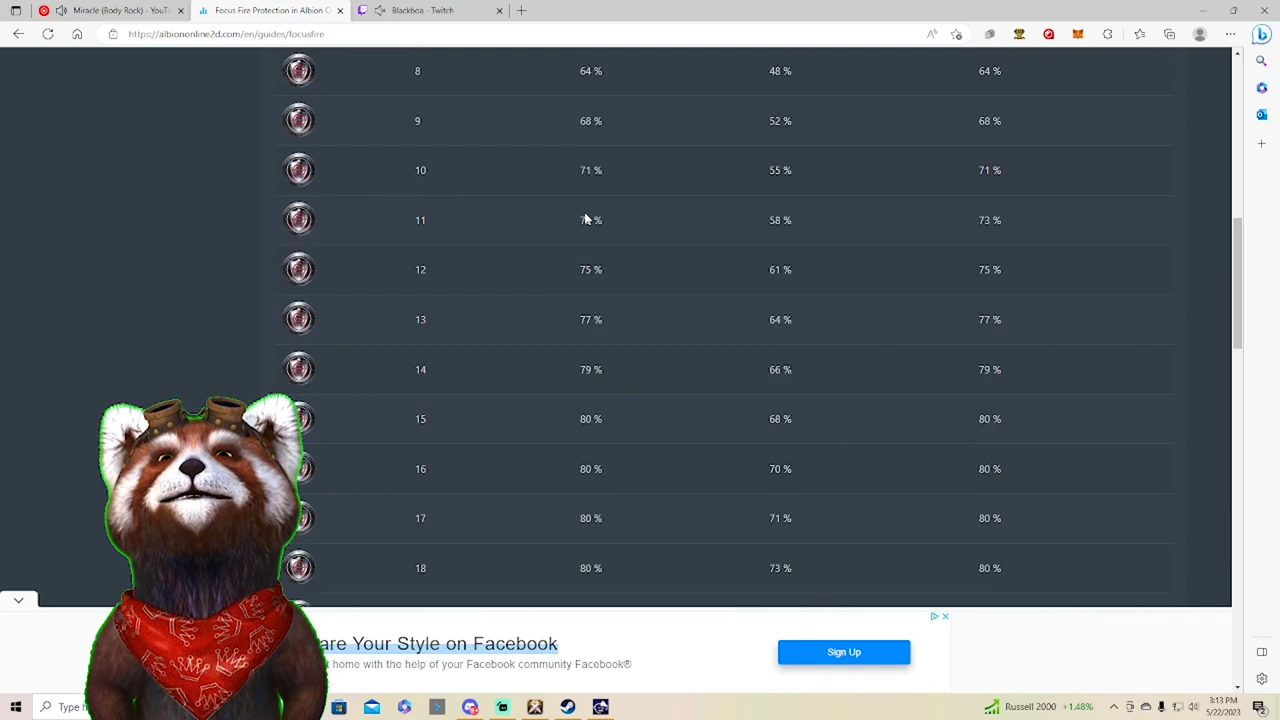 Miracle (Body Rock) - YouTu
Focus Fire Protection in Albion O
Blackboa - Twitch
https://albiononline2d.com/en/guides/focusfire
8 64 % 48 % 64 %
9 68 % 52 % 68 %
10 71 % 55 % 71 %
11 % 58 % 73 %
12 75 % 61 % 75 %
13 77 % 64 % 77 %
14 79 % 66 % 79 %
15 80 % 68 % 80 %
16 80 % 70 % 80 %
17 80 % 71 % 80 %
18 80 % 73 % 80 %
are Your Style on Facebook
t home with the help of your Facebook community Facebook®
Sign Up
Type h
Russell 2000 +1.48%
3:13 PM
5/22/2023